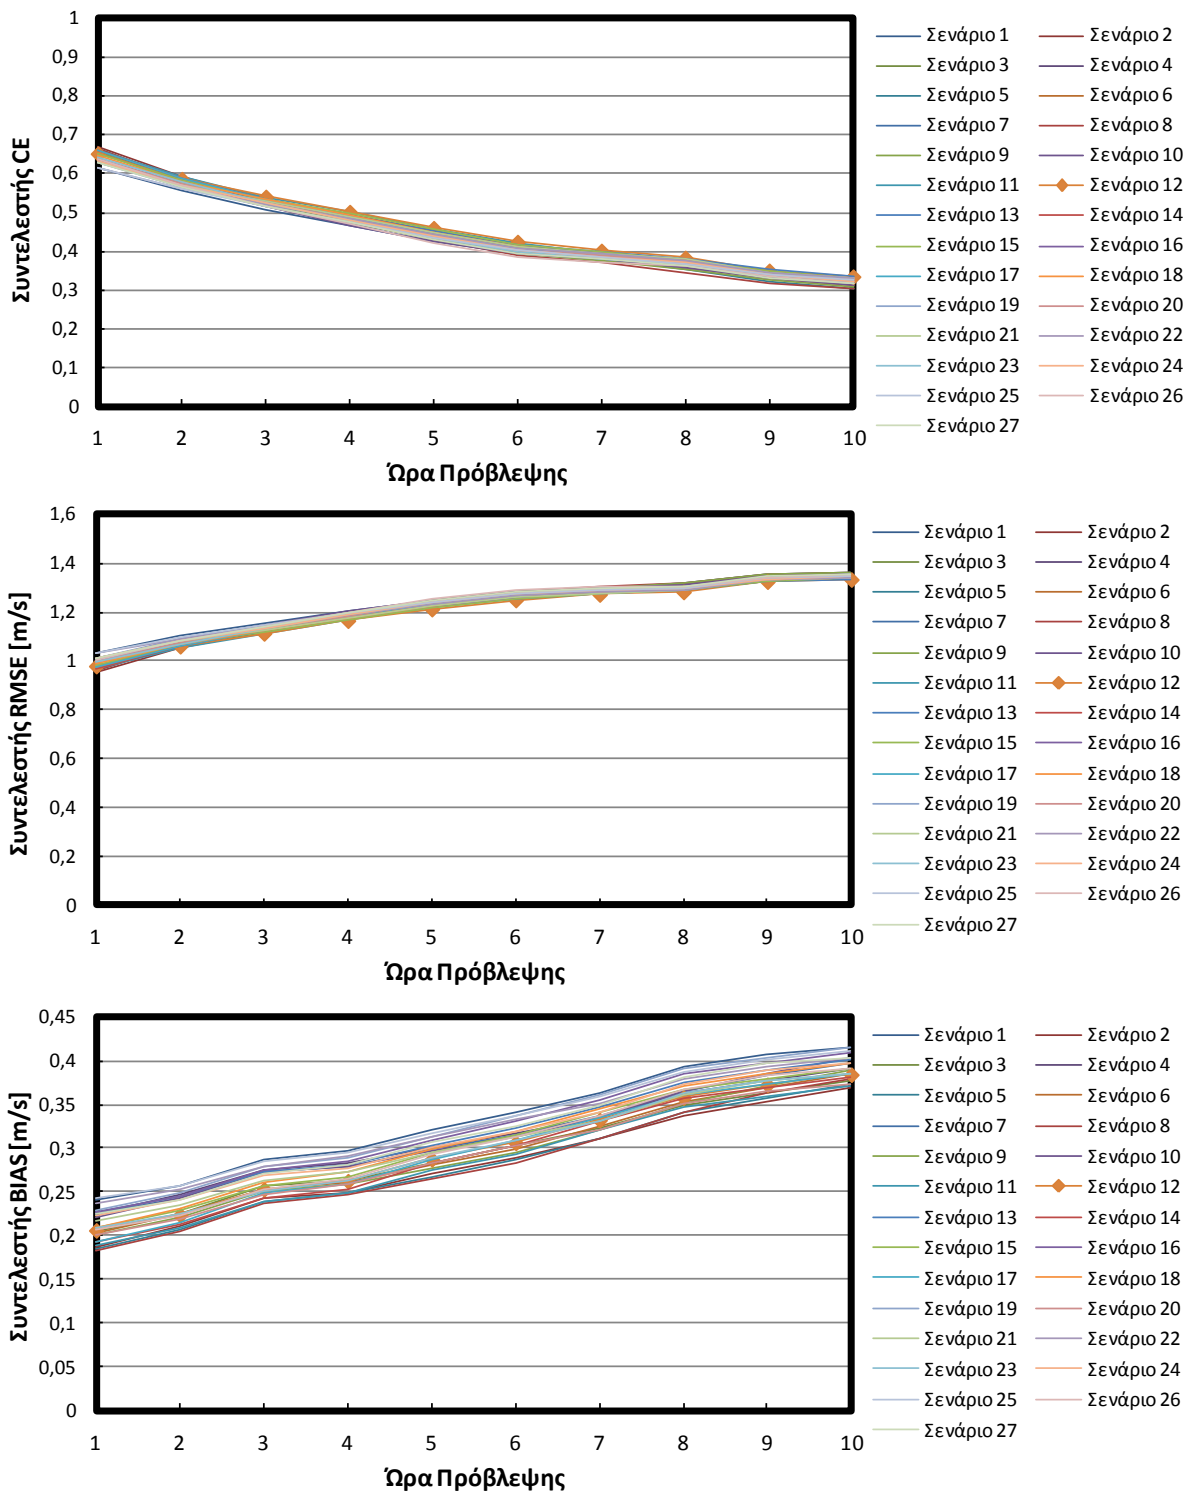 Συντελεστής CE
1
0,9
0,8
0,7
0,6
0,5
0,4
0,3
0,2
0,1
0
1 2 3 4 5 6 7 8 9 10
Ώρα Πρόβλεψης
Σενάριο 1 Σενάριο 2
Σενάριο 3 Σενάριο 4
Σενάριο 5 Σενάριο 6
Σενάριο 7 Σενάριο 8
Σενάριο 9 Σενάριο 10
Σενάριο 11 Σενάριο 12
Σενάριο 13 Σενάριο 14
Σενάριο 15 Σενάριο 16
Σενάριο 17 Σενάριο 18
Σενάριο 19 Σενάριο 20
Σενάριο 21 Σενάριο 22
Σενάριο 23 Σενάριο 24
Σενάριο 25 Σενάριο 26
Σενάριο 27
Συντελεστής RMSE [m/s]
1,6
1,4
1,2
1
0,8
0,6
0,4
0,2
0
1 2 3 4 5 6 7 8 9 10
Ώρα Πρόβλεψης
Σενάριο 1 Σενάριο 2
Σενάριο 3 Σενάριο 4
Σενάριο 5 Σενάριο 6
Σενάριο 7 Σενάριο 8
Σενάριο 9 Σενάριο 10
Σενάριο 11 Σενάριο 12
Σενάριο 13 Σενάριο 14
Σενάριο 15 Σενάριο 16
Σενάριο 17 Σενάριο 18
Σενάριο 19 Σενάριο 20
Σενάριο 21 Σενάριο 22
Σενάριο 23 Σενάριο 24
Σενάριο 25 Σενάριο 26
Σενάριο 27
Συντελεστής BIAS [m/s]
0,45
0,4
0,35
0,3
0,25
0,2
0,15
0,1
0,05
0
1 2 3 4 5 6 7 8 9 10
Ώρα Πρόβλεψης
Σενάριο 1 Σενάριο 2
Σενάριο 3 Σενάριο 4
Σενάριο 5 Σενάριο 6
Σενάριο 7 Σενάριο 8
Σενάριο 9 Σενάριο 10
Σενάριο 11 Σενάριο 12
Σενάριο 13 Σενάριο 14
Σενάριο 15 Σενάριο 16
Σενάριο 17 Σενάριο 18
Σενάριο 19 Σενάριο 20
Σενάριο 21 Σενάριο 22
Σενάριο 23 Σενάριο 24
Σενάριο 25 Σενάριο 26
Σενάριο 27